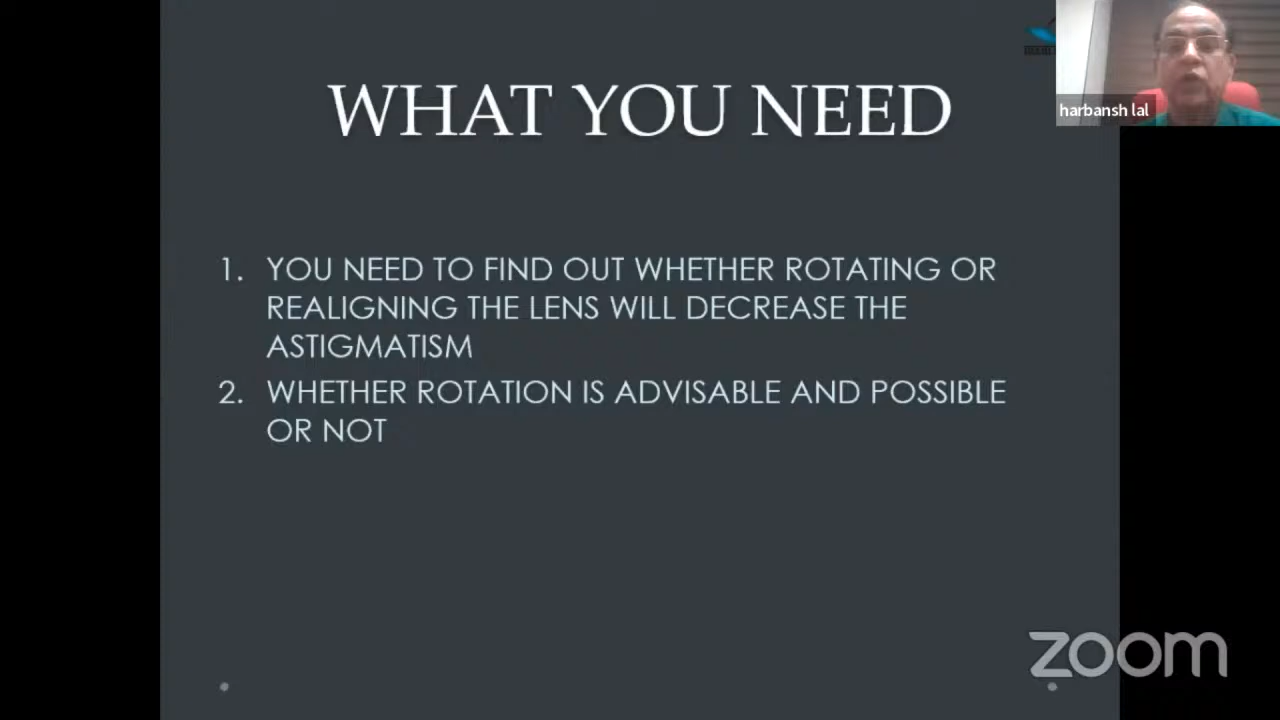 WHAT YOU NEED
harbansh lal
1. YOU NEED TO FIND OUT WHETHER ROTATING OR
REALIGNING THE LENS WILL DECREASE THE
ASTIGMATISM
2. WHETHER ROTATION IS ADVISABLE AND POSSIBLE
OR NOT
zoom